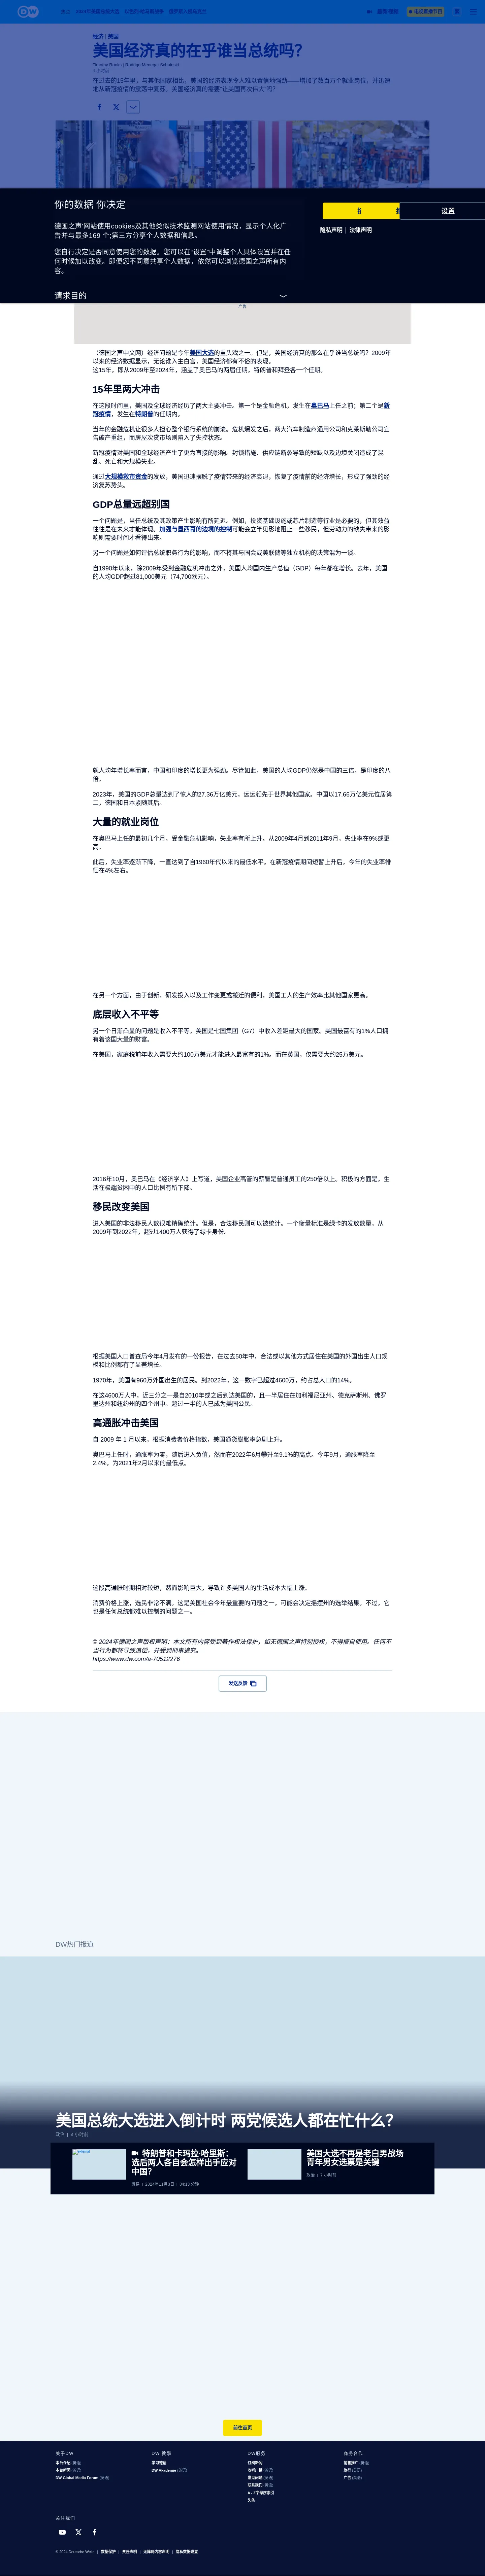 经济 | 美国
美国经济真的在乎谁当总统吗?
Timothy Rooks | Rodrigo Menegat Schuinski
在过去的15年里，与其他国家相比，美国的经济表现令人难以置信地强劲——增加了数百万个就业岗位，并迅速
地从新冠疫情的震荡中复苏。美国经济真的需要“让美国再次伟大”吗?
你的数据 你决定
德国之声'网站使用cookies及其他类似技术监测网站使用情况，显示个人化广
告并与最多169 个;第三方分享个人数据和信息。
您自行决定是否同意使用您的数据。您可以在“设置”中调整个人具体设置并在任
何时候加以改变。即便您不同意共享个人数据，依然可以浏览德国之声所有内
容。
请求目的
设置
隐私声明 | 法律声明
广告
（德国之声中文网）经济问题是今年美国大选的重头戏之一。但是，美国经济真的那么在乎谁当总统吗？2009年
以来的经济数据显示，无论谁入主白宫，美国经济都有不俗的表现。
这15年，即从2009年至2024年，涵盖了奥巴马的两届任期，特朗普和拜登各一个任期。
15年里两大冲击
在这段时间里，美国及全球经济经历了两大主要冲击。第一个是金融危机，发生在奥巴马上任之前；第二个是新
冠疫情，发生在特朗普的任期内。
当年的金融危机让很多人担心整个银行系统的崩溃。危机爆发之后，两大汽车制造商通用公司和克莱斯勒公司宣
告破产重组，而房屋次贷市场则陷入了失控状态。
新冠疫情对美国和全球经济产生了更为直接的影响。封锁措施、供应链断裂导致的短缺以及边境关闭造成了混
乱、死亡和大规模失业。
通过大规模救市资金的发放，美国迅速摆脱了疫情带来的经济衰退，恢复了疫情前的经济增长，形成了强劲的经
济复苏势头。
GDP总量远超别国
一个问题是，当任总统及其政策产生影响有所延迟。例如，投资基础设施或芯片制造等行业是必要的，但其效益
往往是在未来才能体现。加强与墨西哥的边境的控制可能会立竿见影地阻止一些移民，但劳动力的缺失带来的影
响则需要时间才看得出来。
另一个问题是如何评估总统职务行为的影响，而不将其与国会或美联储等独立机构的决策混为一谈。
自1990年以来，除2009年受到金融危机冲击之外，美国人均国内生产总值（GDP）每年都在增长。去年，美国
的人均GDP超过81,000美元（74,700欧元）。
就人均年增长率而言，中国和印度的增长更为强劲。尽管如此，美国的人均GDP仍然是中国的三倍，是印度的八
倍。
2023年，美国的GDP总量达到了惊人的27.36万亿美元，远远领先于世界其他国家。中国以17.66万亿美元位居第
二，德国和日本紧随其后。
大量的就业岗位
在奥巴马上任的最初几个月，受金融危机影响，失业率有所上升。从2009年4月到2011年9月，失业率在9%或更
高。
此后，失业率逐渐下降，一直达到了自1960年代以来的最低水平。在新冠疫情期间短暂上升后，今年的失业率徘
徊在4%左右。
在另一个方面，由于创新、研发投入以及工作变更或搬迁的便利，美国工人的生产效率比其他国家更高。
底层收入不平等
另一个日渐凸显的问题是收入不平等。美国是七国集团（G7）中收入差距最大的国家。美国最富有的1%人口拥
有着该国大量的财富。
在美国，家庭税前年收入需要大约100万美元才能进入最富有的1%。而在英国，仅需要大约25万美元。
2016年10月，奥巴马在《经济学人》上写道，美国企业高管的薪酬是普通员工的250倍以上。积极的方面是，生
活在极端贫困中的人口比例有所下降。
移民改变美国
进入美国的非法移民人数很难精确统计。但是，合法移民则可以被统计。一个衡量标准是绿卡的发放数量，从
2009年到2022年，超过1400万人获得了绿卡身份。
根据美国人口普查局今年4月发布的一份报告，在过去50年中，合法或以其他方式居住在美国的外国出生人口规
模和比例都有了显著增长。
1970年，美国有960万外国出生的居民。到2022年，这一数字已超过4600万，约占总人口的14%。
在这4600万人中，近三分之一是自2010年或之后到达美国的，且一半居住在加利福尼亚州、德克萨斯州、佛罗
里达州和纽约州的四个州中。超过一半的人已成为美国公民。
高通胀冲击美国
自 2009 年 1 月以来，根据消费者价格指数，美国通货膨胀率急剧上升。
奥巴马上任时，通胀率为零，随后进入负值，然而在2022年6月攀升至9.1%的高点。今年9月，通胀率降至
2.4%，为2021年2月以来的最低点。
这段高通胀时期相对较短，然而影响巨大，导致许多美国人的生活成本大幅上涨。
消费价格上涨，选民非常不满。这是美国社会今年最重要的问题之一，可能会决定摇摆州的选举结果。不过，它
也是任何总统都难以控制的问题之一。
© 2024年德国之声版权声明：本文所有内容受到著作权法保护，如无德国之声特别授权，不得擅自使用。任何不
当行为都将导致追偿，并受到刑事追究。
https://www.dw.com/a-70512276
发送反馈
DW热门报道
美国总统大选进入倒计时 两党候选人都在忙什么？
政治 | 6 小时前
特朗普和卡玛拉·哈里斯：
选后两人各自会怎样出手应对
中国？
贸易 | 2024年11月3日 | 04:33 分钟
美国大选不再是老白男战场
青年男女选票是关键
政治 | 7 小时前
前往首页
关于DW
本台介绍 (英语)
本台新闻 (英语)
DW Global Media Forum (英语)
DW 教學
学习德语
DW Akademie (英语)
DW服务
订阅新闻
收听广播 (英语)
常见问题 (英语)
联系我们 (英语)
A - Z字母序索引
头条
商务合作
销售推广 (英语)
旅行 (英语)
广告 (英语)
关注我们
© 2024 Deutsche Welle | 数据保护 | 责任声明 | 无障碍内容声明 | 隐私数据设置